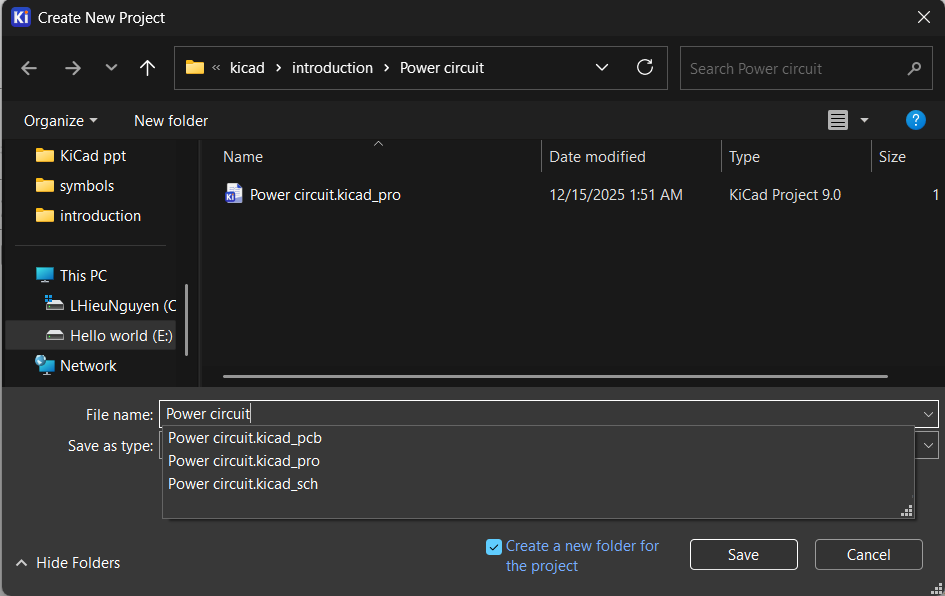 Ki Create New Project
« kicad › introduction › Power circuit
Search Power circuit
Organize
New folder
?
KiCad ppt
symbols
introduction
This PC
LHieuNguyen (C
Hello world (E:)
Network
Name
Date modified
Type
Size
Power circuit.kicad_pro
12/15/2025 1:51 AM
KiCad Project 9.0
1
File name: Power circuit
Save as type:
Power circuit.kicad_pcb
Power circuit.kicad_pro
Power circuit.kicad_sch
Hide Folders
Create a new folder for
the project
Save
Cancel